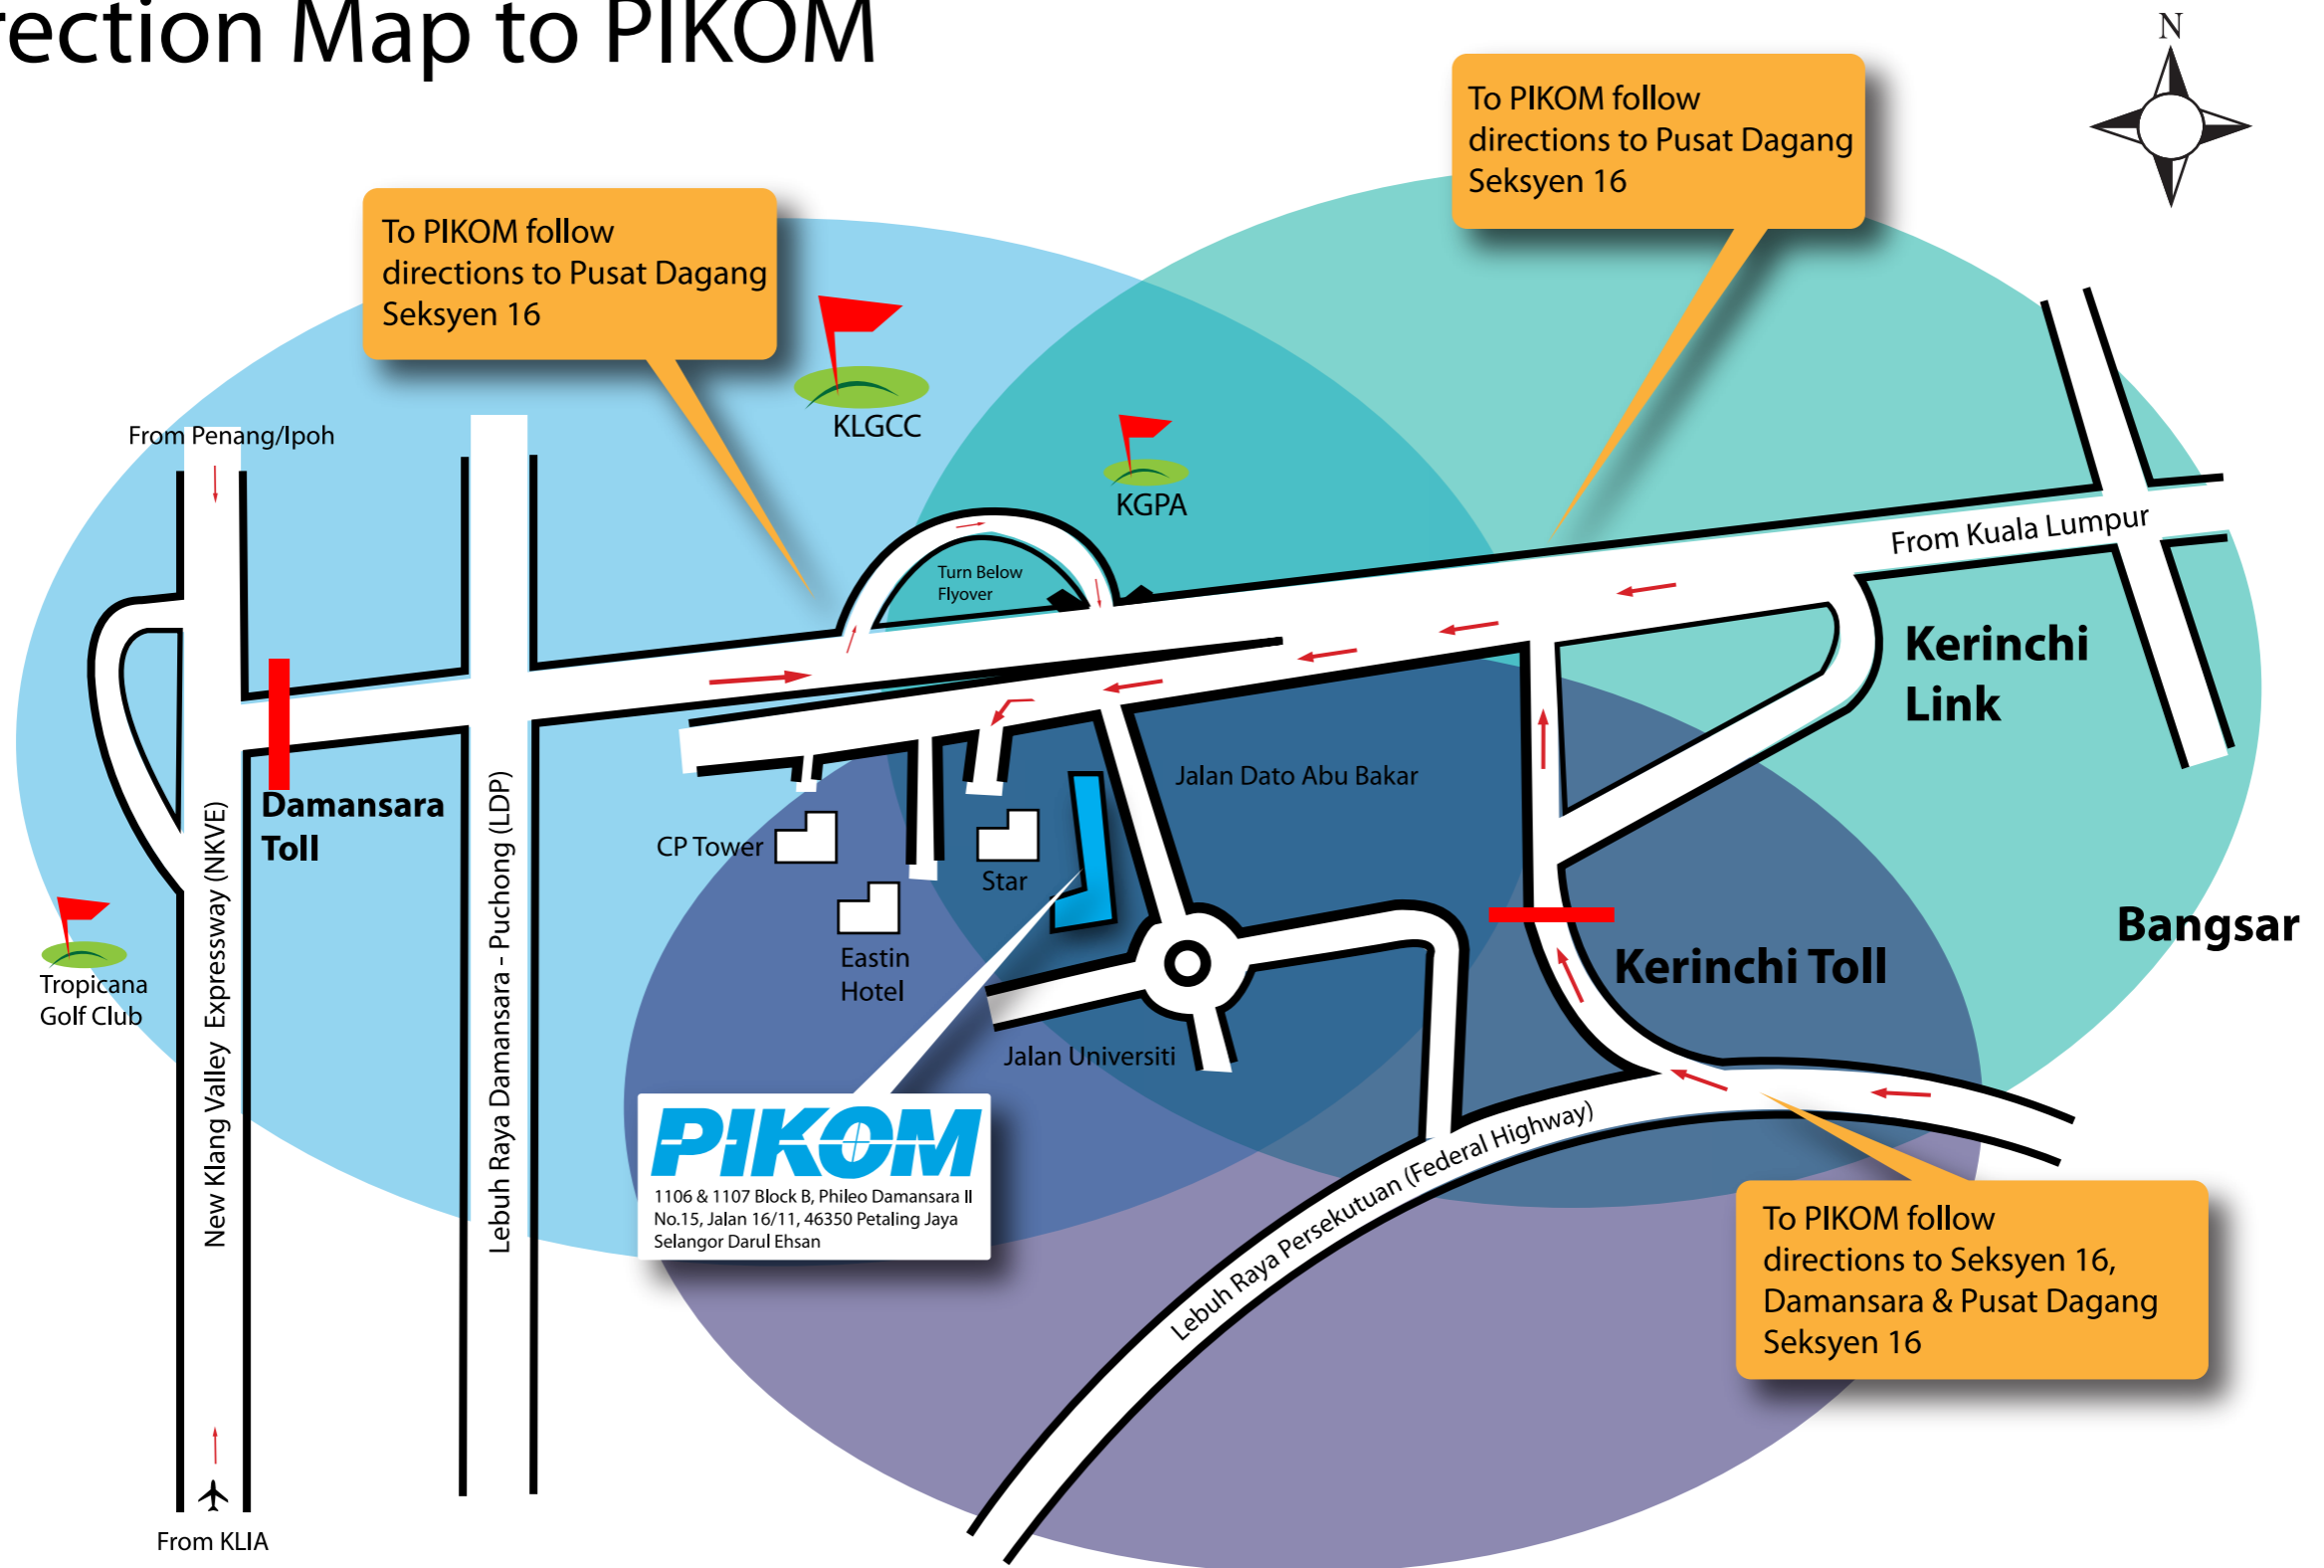 rection Map to PIKOM
N
To PIKOM follow
directions to Pusat Dagang
Seksyen 16
To PIKOM follow
directions to Pusat Dagang
Seksyen 16
KLGCC
From Penang/Ipoh
KGPA
From Kuala Lumpur
Turn Below
Flyover
Kerinchi
Link
Damansara
Toll
Jalan Dato Abu Bakar
CP Tower
Star
Eastin
Hotel
Bangsar
Kerinchi Toll
Tropicana
Golf Club
New Klang Valley Expressway (NKVE)
Lebuh Raya Damansara - Puchong (LDP)
Jalan Universiti
PIKOM
1106 & 1107 Block B, Phileo Damansara II
No.15, Jalan 16/11, 46350 Petaling Jaya
Selangor Darul Ehsan
Lebuh Raya Persekutuan (Federal Highway)
To PIKOM follow
directions to Seksyen 16,
Damansara & Pusat Dagang
Seksyen 16
From KLIA